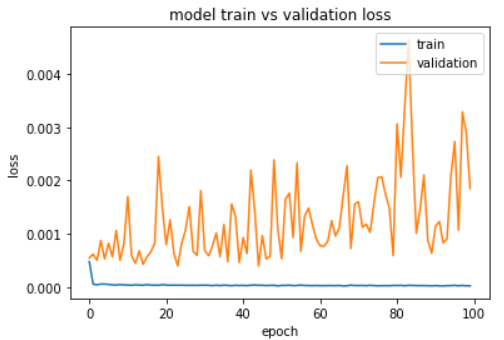 model train vs validation loss
train
validation
0.004
0.003
0.002
0.001
0.000
loss
0 20 40 60 80 100
epoch